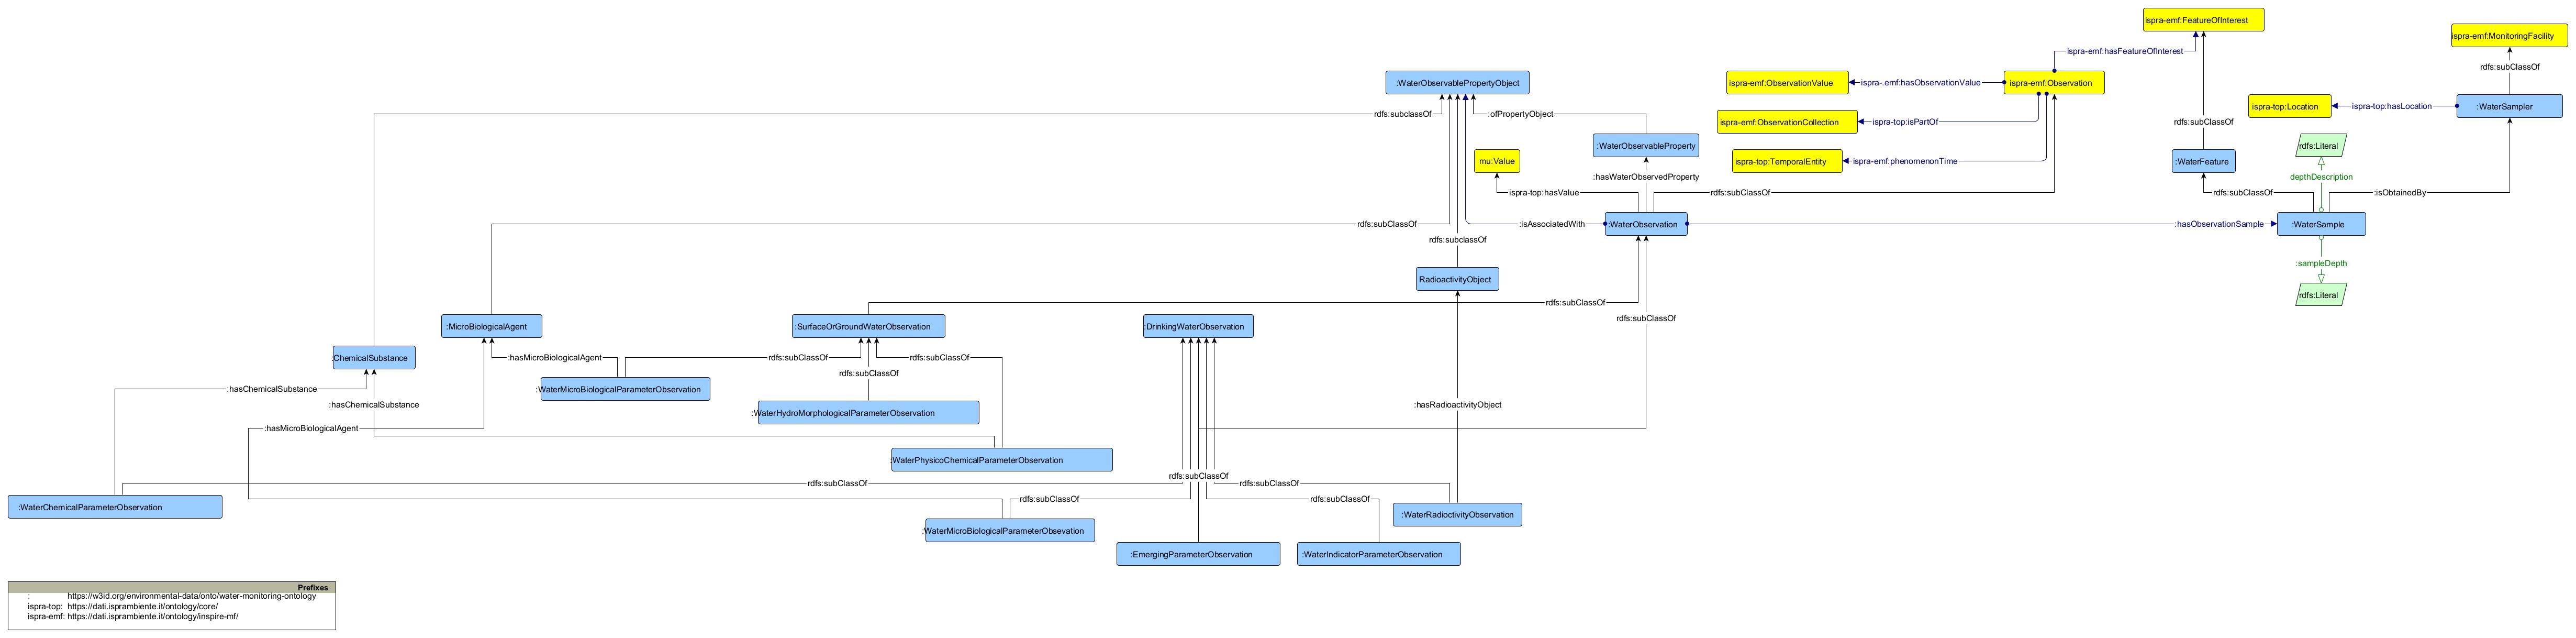 ispra-emf:FeatureOfInterest
ispra-emf:MonitoringFacility
ispra-emf:hasFeatureOfInterest
rdfs:subClassOf
:WaterObservablePropertyObject
ispra-emf:ObservationValue
ispra-.emf:hasObservationValue
ispra-emf:Observation
ispra-top:Location
ispra-top:hasLocation
:WaterSampler
rdfs:subclassOf
:ofPropertyObject
ispra-emf:ObservationCollection
ispra-top:isPartOf
rdfs:subClassOf
:WaterObservableProperty
rdfs:Literal
mu:Value
ispra-top:TemporalEntity
ispra-emf:phenomenonTime
:WaterFeature
:hasWaterObservedProperty
depthDescription
ispra-top:hasValue
rdfs:subClassOf
rdfs:subClassOf
:isObtainedBy
rdfs:subClassOf
:isAssociatedWith
:WaterObservation
:hasObservationSample
:WaterSample
rdfs:subclassOf
:sampleDepth
RadioactivityObject
rdfs:Literal
rdfs:subClassOf
rdfs:subClassOf
:MicroBiologicalAgent
:SurfaceOrGroundWaterObservation
:DrinkingWaterObservation
:ChemicalSubstance
:hasMicroBiologicalAgent
rdfs:subClassOf
rdfs:subClassOf
rdfs:subClassOf
:hasChemicalSubstance
:WaterMicroBiologicalParameterObservation
:hasChemicalSubstance
:hasRadioactivityObject
:WaterHydroMorphologicalParameterObservation
:hasMicroBiologicalAgent
:WaterPhysicoChemicalParameterObservation
rdfs:subClassOf
rdfs:subClassOf
rdfs:subClassOf
rdfs:subClassOf
rdfs:subClassOf
:WaterChemicalParameterObservation
:WaterRadioctivityObservation
:WaterMicroBiologicalParameterObsevation
:EmergingParameterObservation
:WaterIndicatorParameterObservation
Prefixes
: https://w3id.org/environmental-data/onto/water-monitoring-ontology
ispra-top: https://dati.isprambiente.it/ontology/core/
ispra-emf: https://dati.isprambiente.it/ontology/inspire-mf/